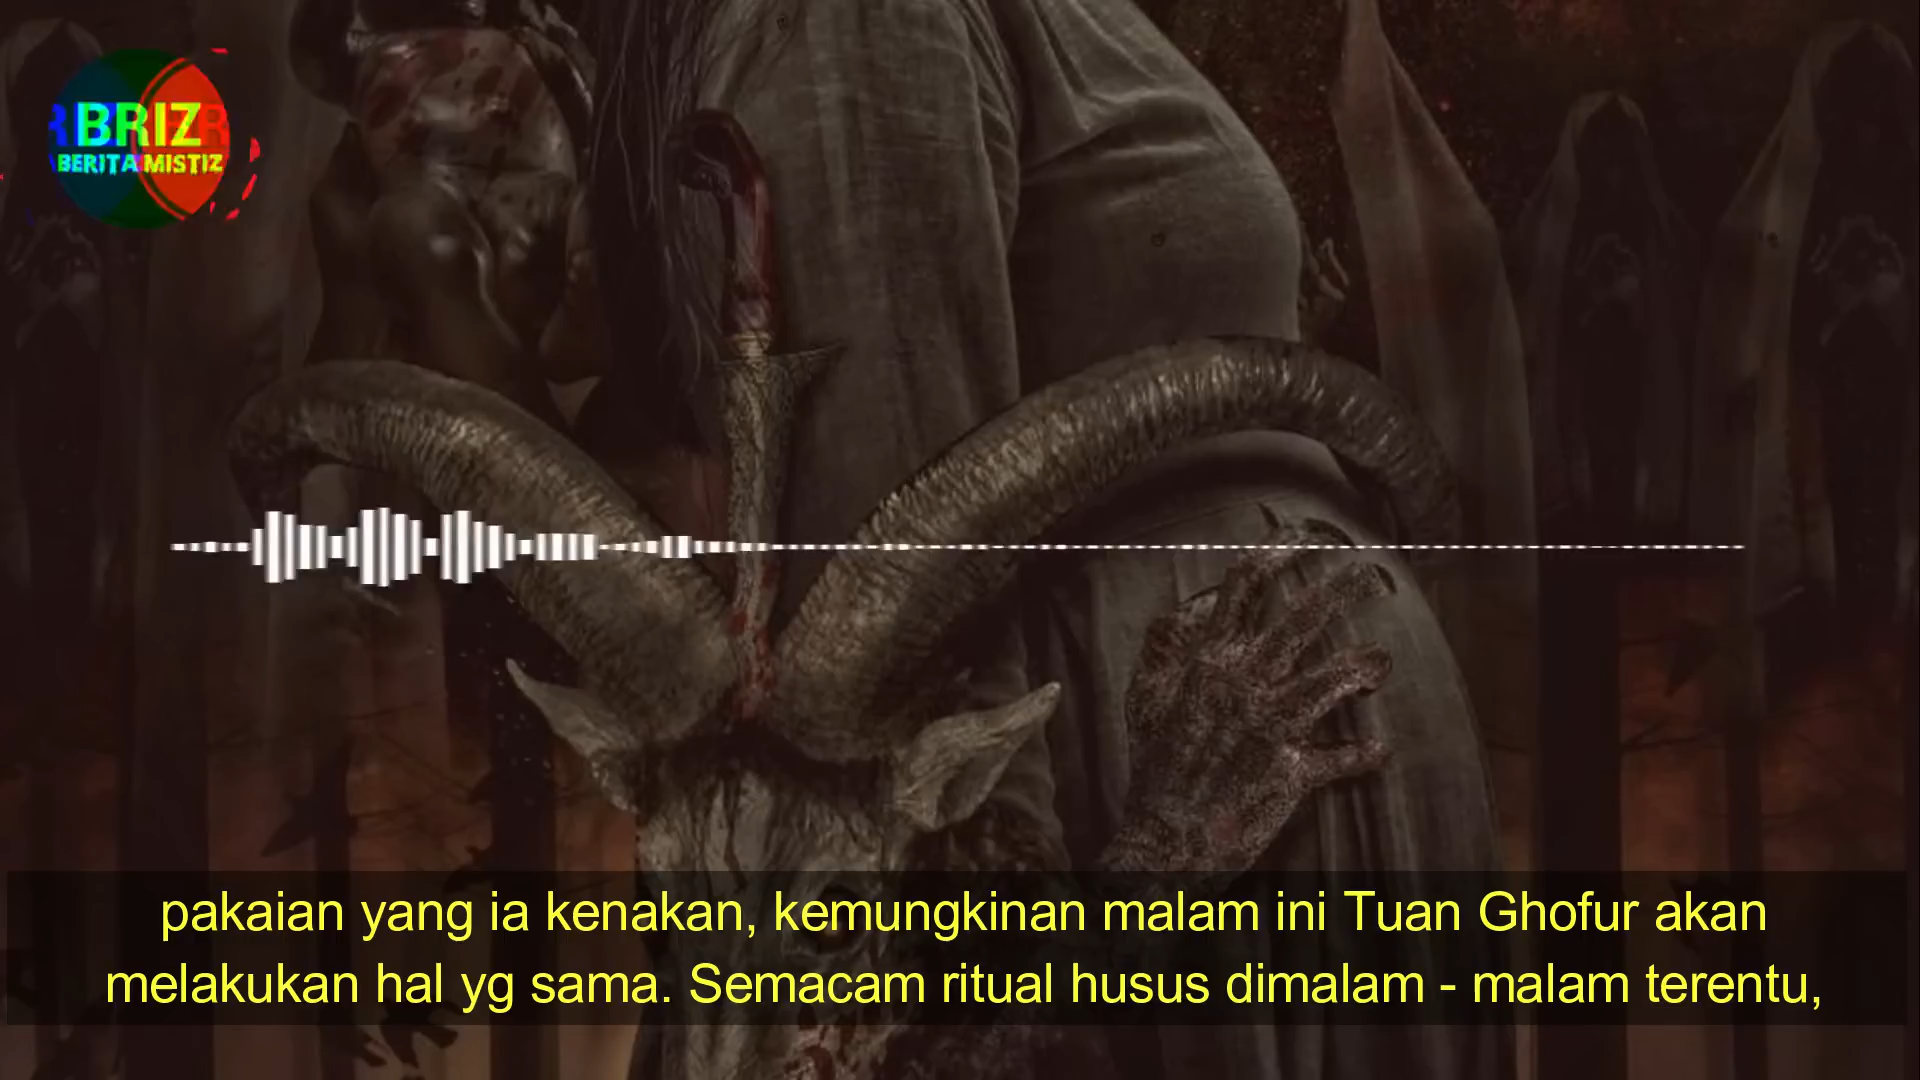 BRIZ
BERITA MISTIZ
pakaian yang ia kenakan, kemungkinan malam ini Tuan Ghofur akan
melakukan hal yg sama. Semacam ritual husus dimalam - malam terentu,